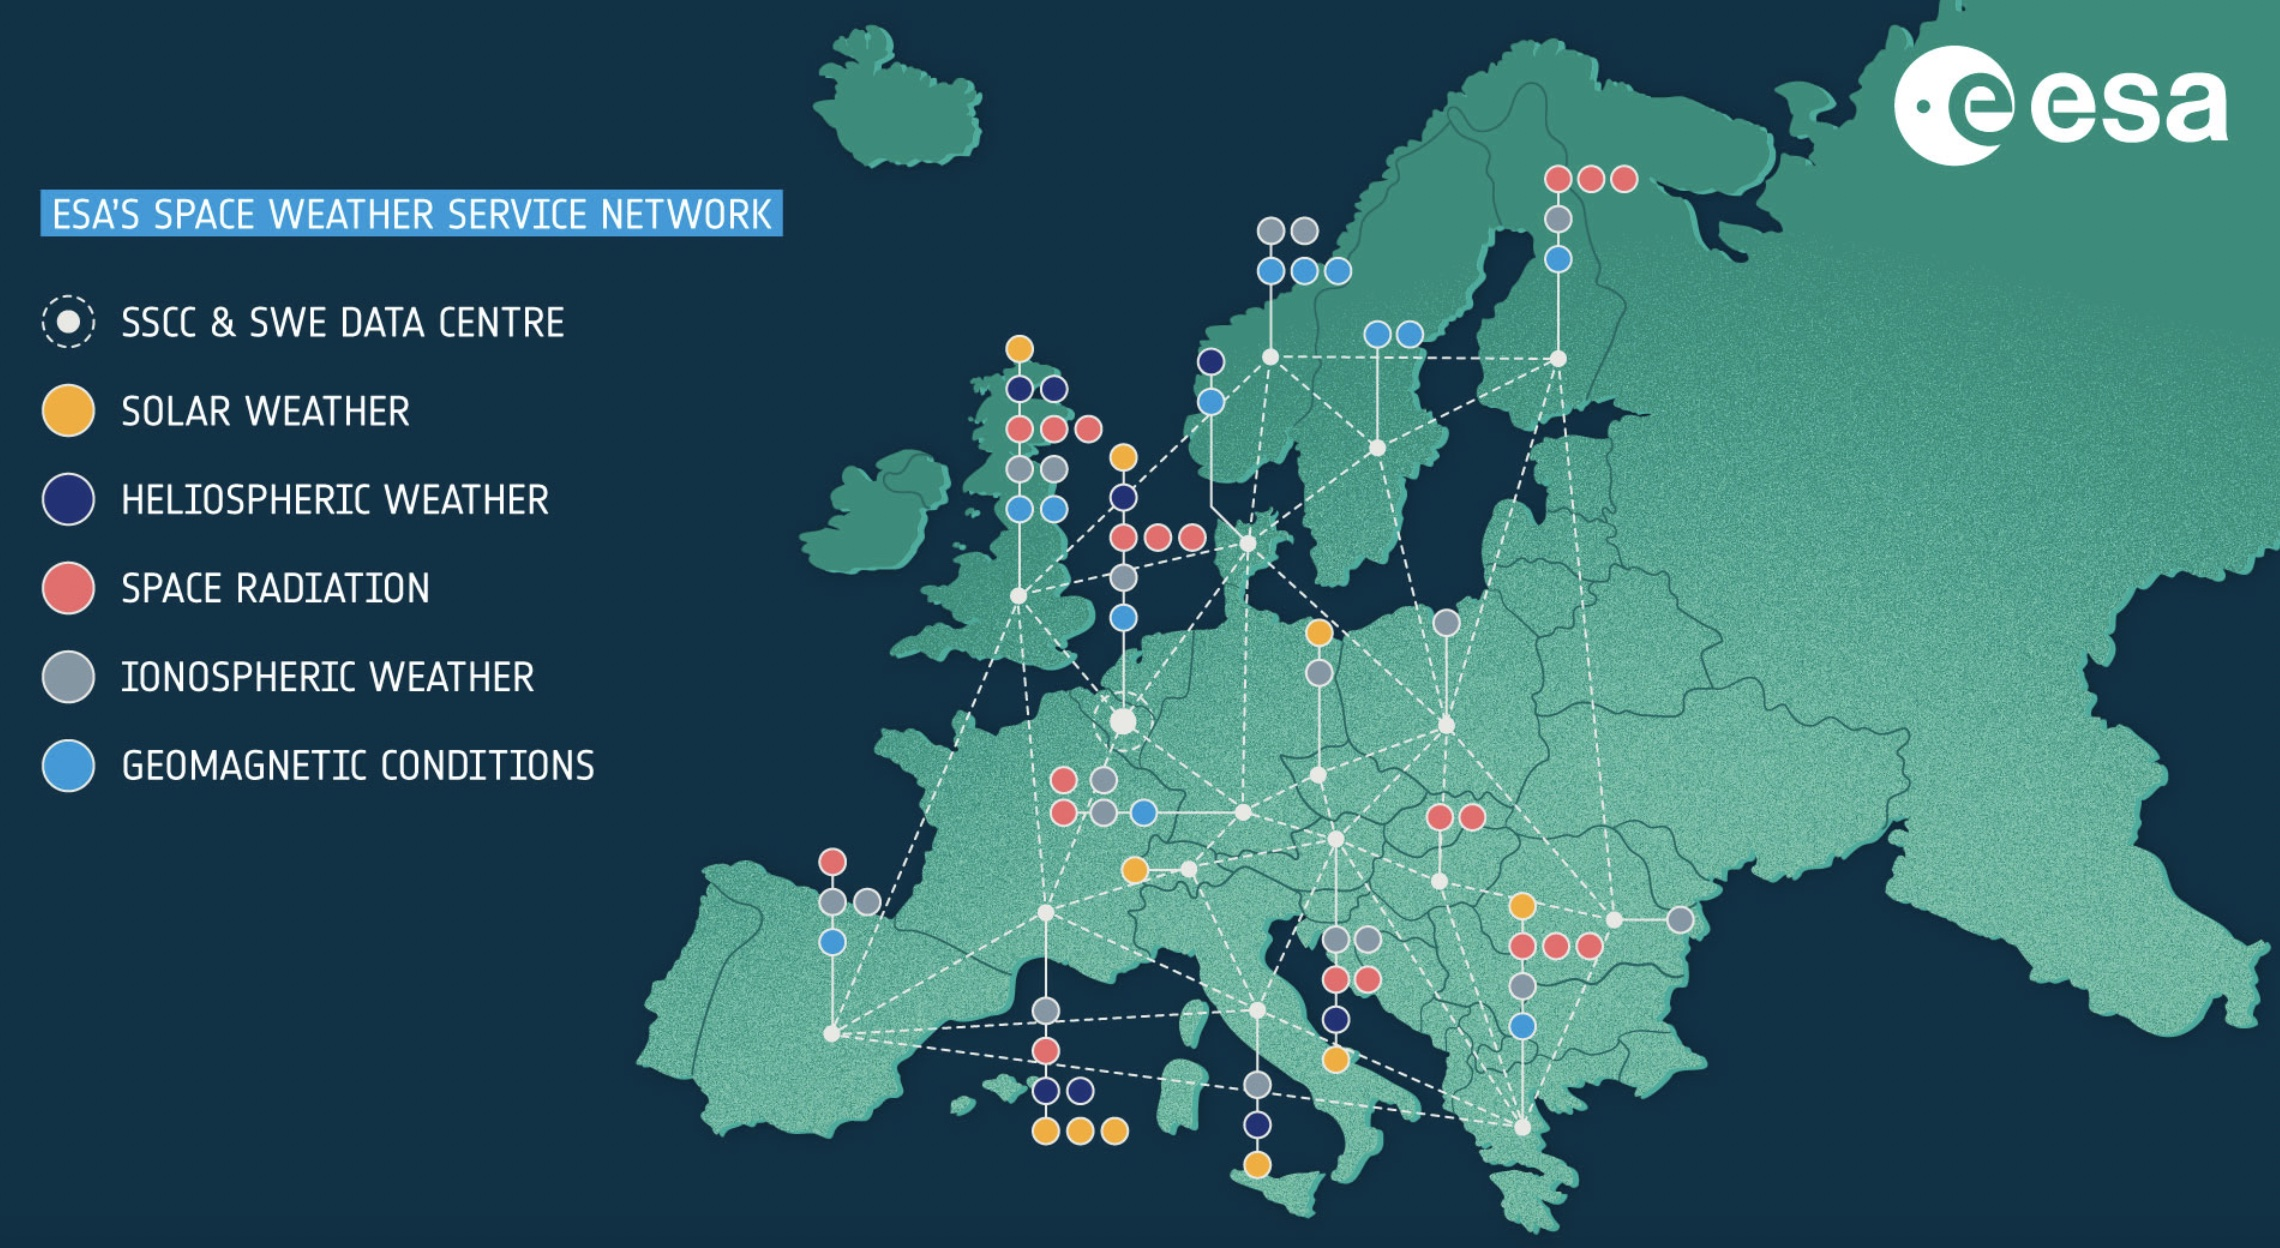 esa
ESA'S SPACE WEATHER SERVICE NETWORK
SSCC & SWE DATA CENTRE
SOLAR WEATHER
HELIOSPHERIC WEATHER
SPACE RADIATION
IONOSPHERIC WEATHER
GEOMAGNETIC CONDITIONS